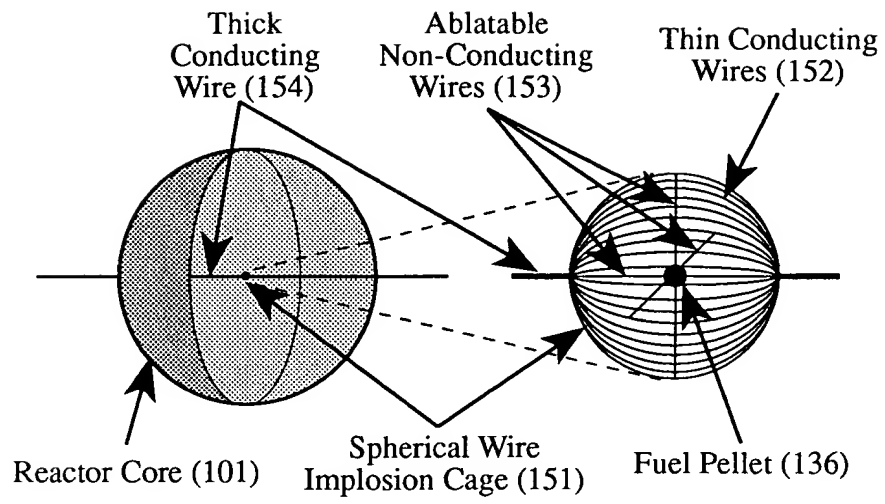 Thick
Conducting
Wire (154)
Ablatable
Non-Conducting
Wires (153)
Thin Conducting
Wires (152)
Reactor Core (101)
Spherical Wire
Implosion Cage (151)
Fuel Pellet (136)